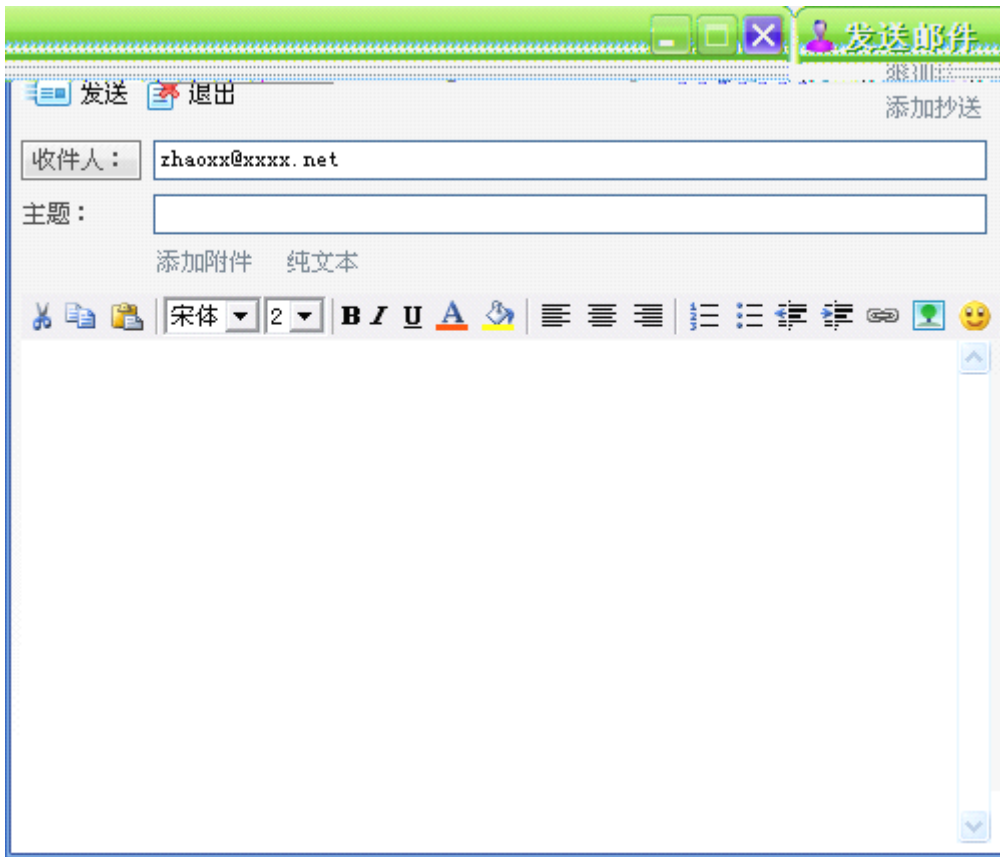 发送邮件
发送 退出
添加抄送
收件人：
zhaoxx@xxxx.net
主题：
添加附件 纯文本
宋体 2 B I U A